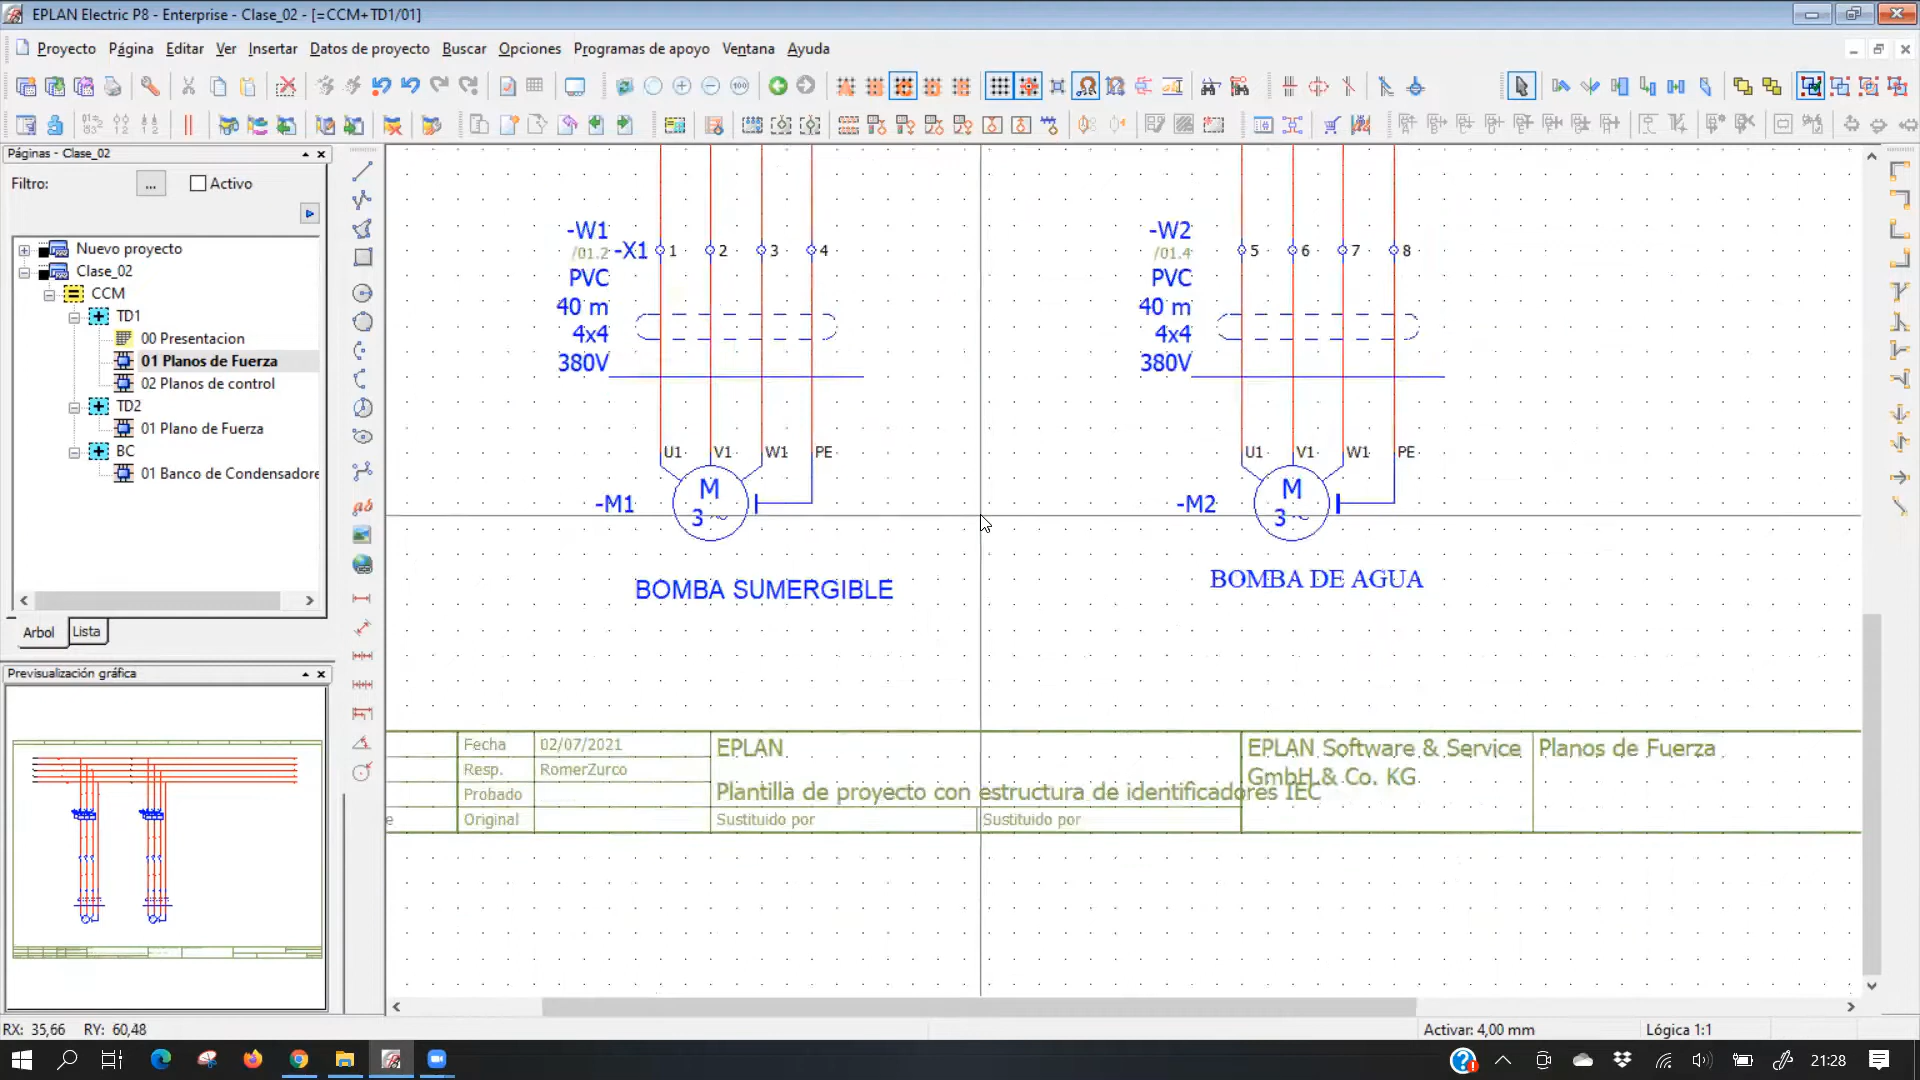 EPLAN Electric P8 - Enterprise - Clase_02 - [=CCM+TD1/01]
Proyecto Página Editar Ver Insertar Datos de proyecto Buscar Opciones Programas de apoyo Ventana Ayuda
Páginas - Clase_02
Filtro: ... Activo
Nuevo proyecto
Clase_02
CCM
TD1
00 Presentacion
01 Planos de Fuerza
02 Planos de control
TD2
01 Plano de Fuerza
BC
01 Banco de Condensadore
Arbol Lista
Previsualización gráfica
-W1
/01.2 -X1 1 2 3 4
PVC
40 m
4x4
380V
U1 V1 W1 PE
M
-M1
3 ~
BOMBA SUMERGIBLE
-W2
/01.4 5 6 7 8
PVC
40 m
4x4
380V
U1 V1 W1 PE
M
-M2
3 ~
BOMBA DE AGUA
Fecha 02/07/2021
Resp. RomerZurco
Probado
e Original
EPLAN
Plantilla de proyecto con estructura de identificadores IEC
Sustituido por Sustituido por
EPLAN Software & Service
GmbH & Co. KG
Planos de Fuerza
RX: 35,66 RY: 60,48 Activar: 4,00 mm Lógica 1:1
21:28